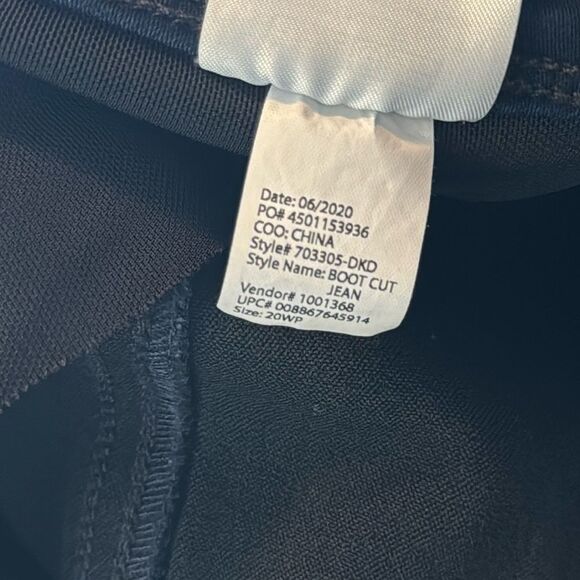 Date: 06/2020
PO# 4501153936
COO: CHINA
Style# 703305-DKD
Style Name: BOOT CUT
JEAN
Vendor# 1001368
UPC# 008867645914
Size: 20WP